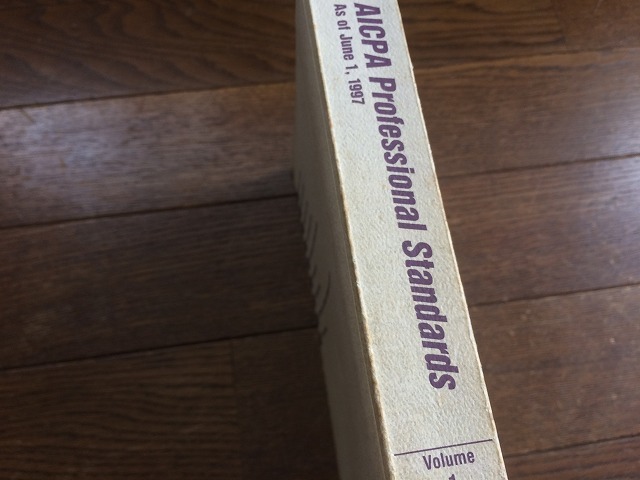 AICPA Professional Standards
As of June 1, 1997
Volume